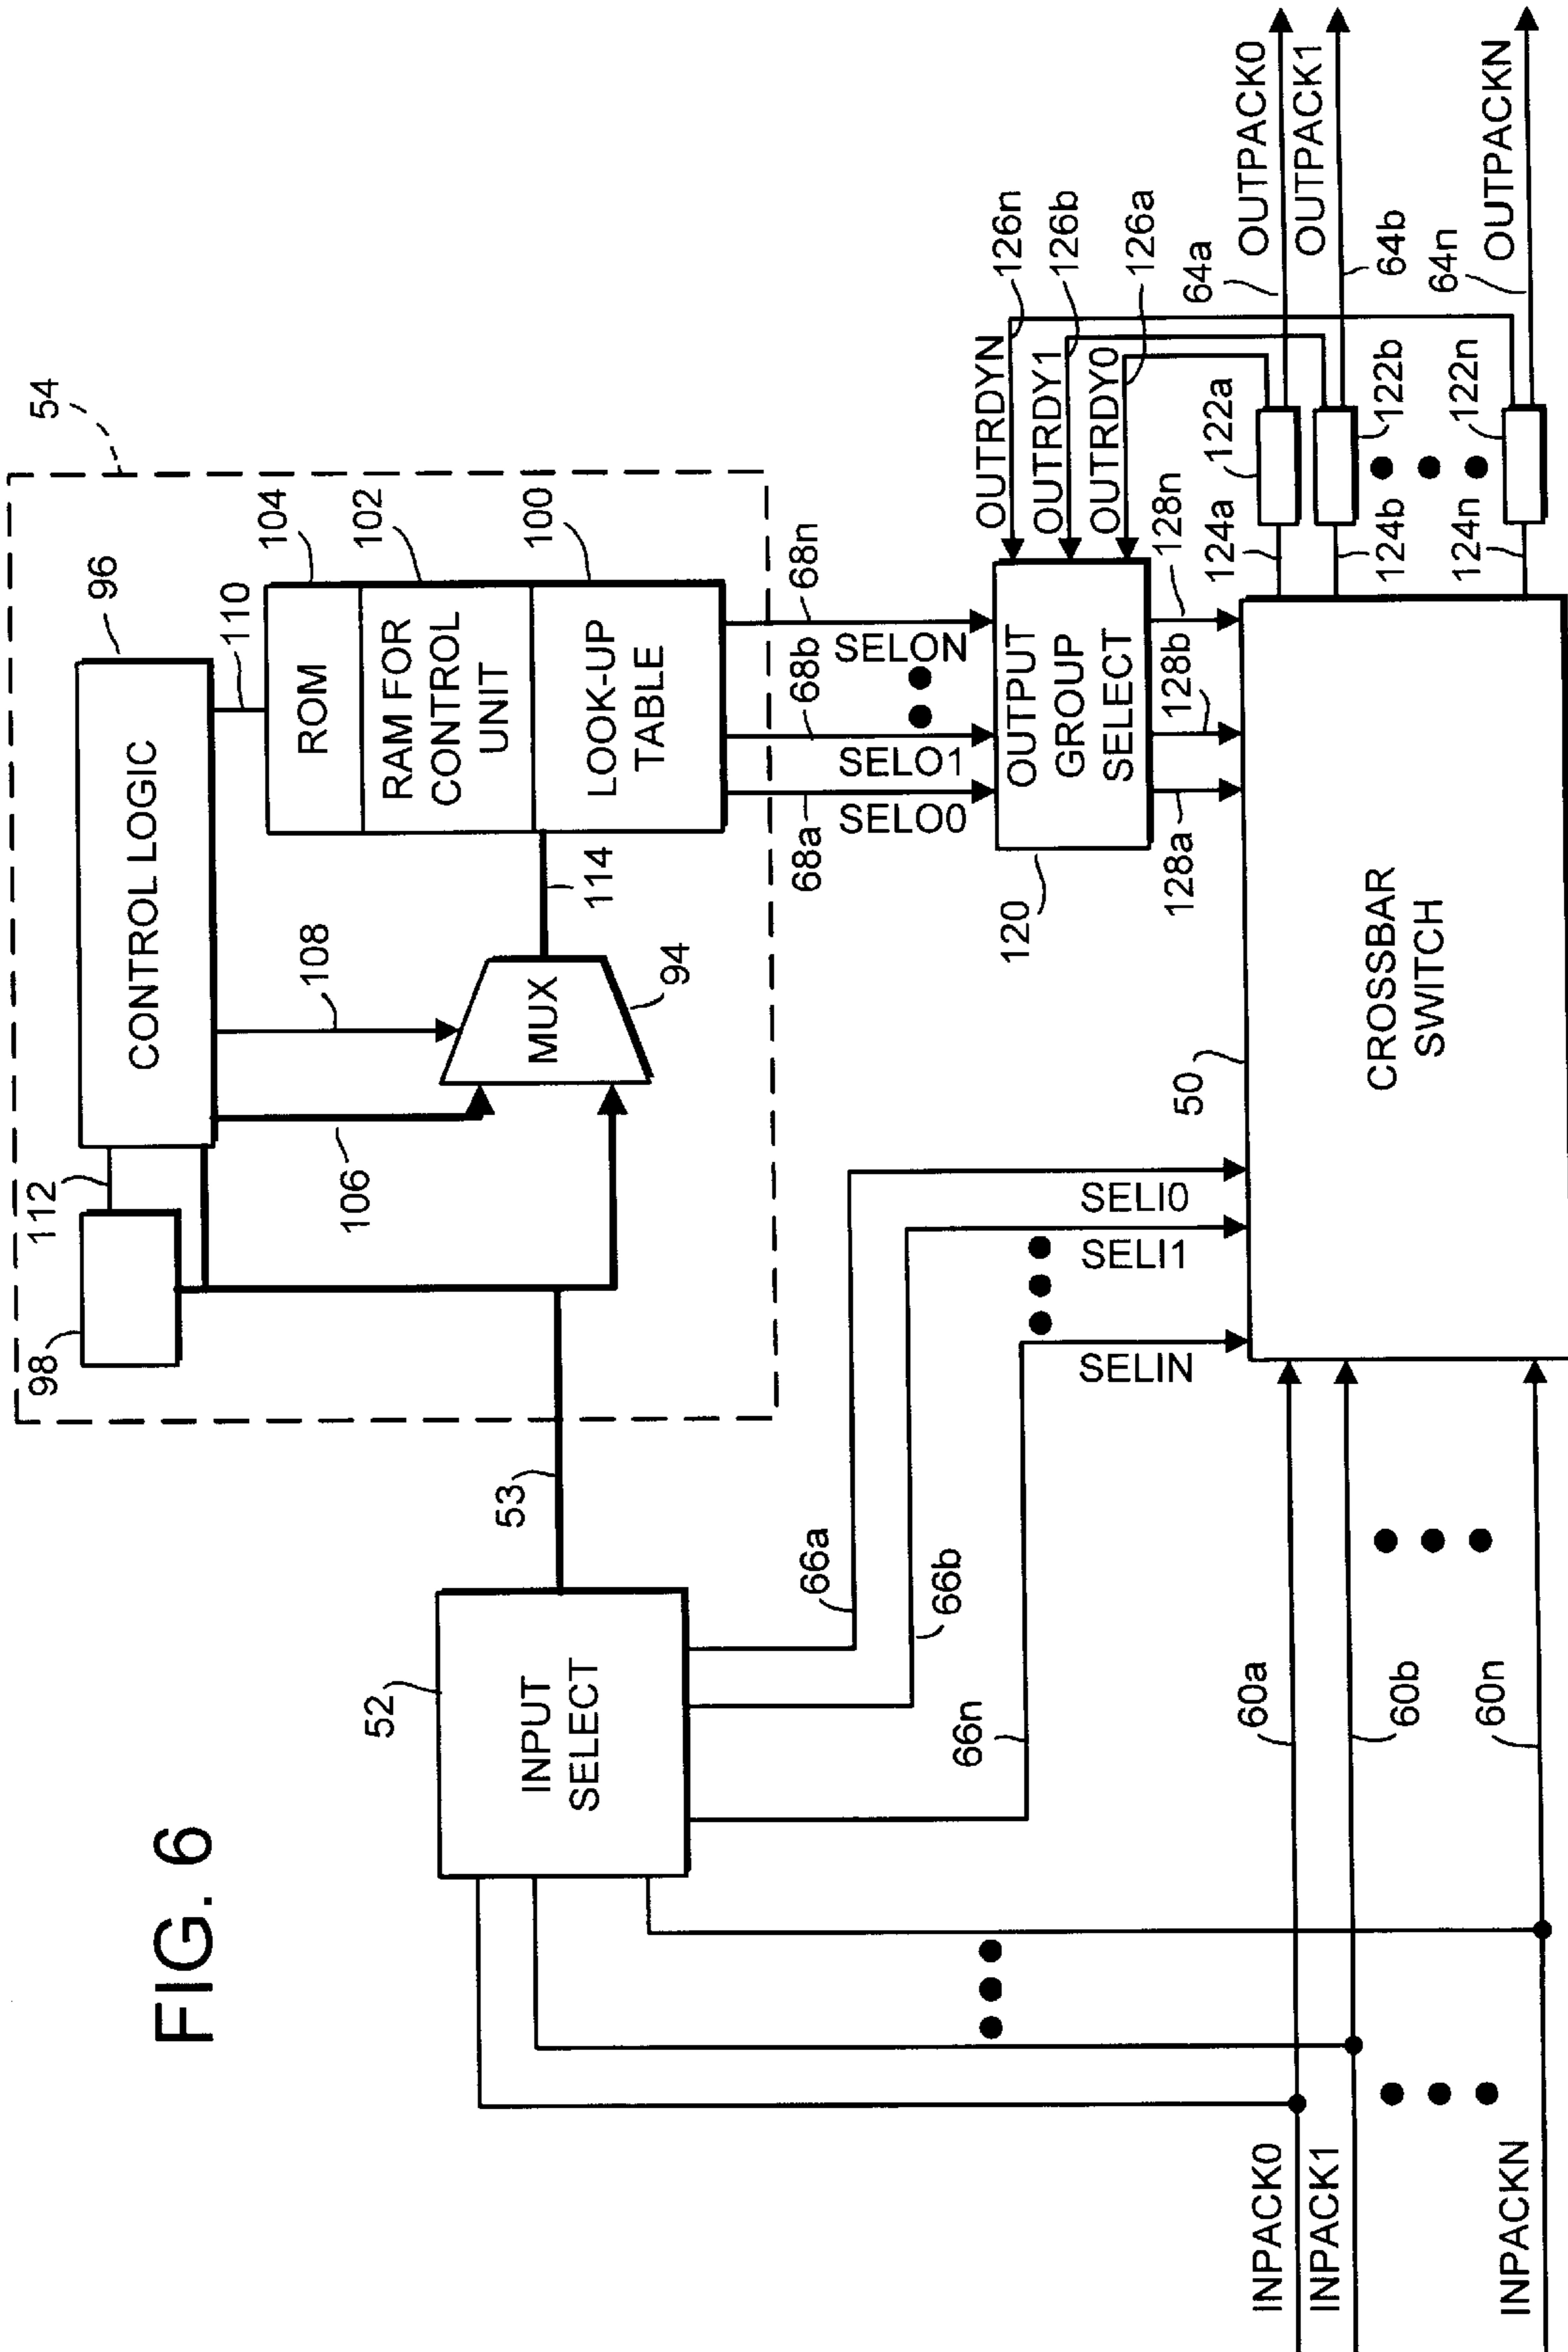 FIG. 6
54
96
98
112
CONTROL LOGIC
110
104
102
100
ROM
RAM FOR
CONTROL
UNIT
LOOK-UP
TABLE
106
108
MUX
94
114
53
52
INPUT
SELECT
66a
66b
66n
SELI0
SELI1
SELIN
68a
68b
68n
SELO0
SELO1
SELON
OUTPUT
GROUP
SELECT
120
OUTRDYN
OUTRDY1
OUTRDY0
126n
126b
126a
128a
128b
128n
50
CROSSBAR
SWITCH
124a
124b
124n
122a
122b
122n
64a
64b
64n
OUTPACK0
OUTPACK1
OUTPACKN
INPACK0
INPACK1
INPACKN
60a
60b
60n